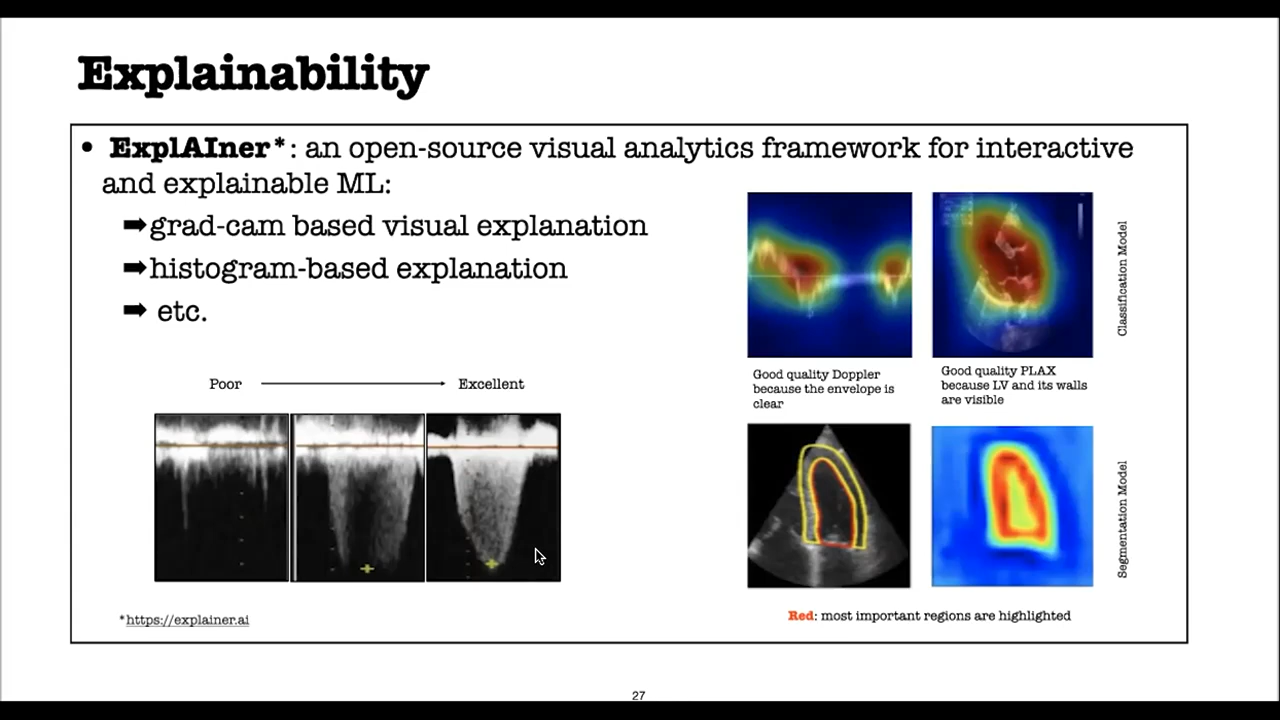 Explainability
• ExplAIner*: an open-source visual analytics framework for interactive
and explainable ML:
➡grad-cam based visual explanation
➡histogram-based explanation
➡ etc.
Poor
Excellent
Good quality Doppler
because the envelope is
clear
Good quality PLAX
because LV and its walls
are visible
Classification Model
Segmentation Model
Red: most important regions are highlighted
*https://explainer.ai
27